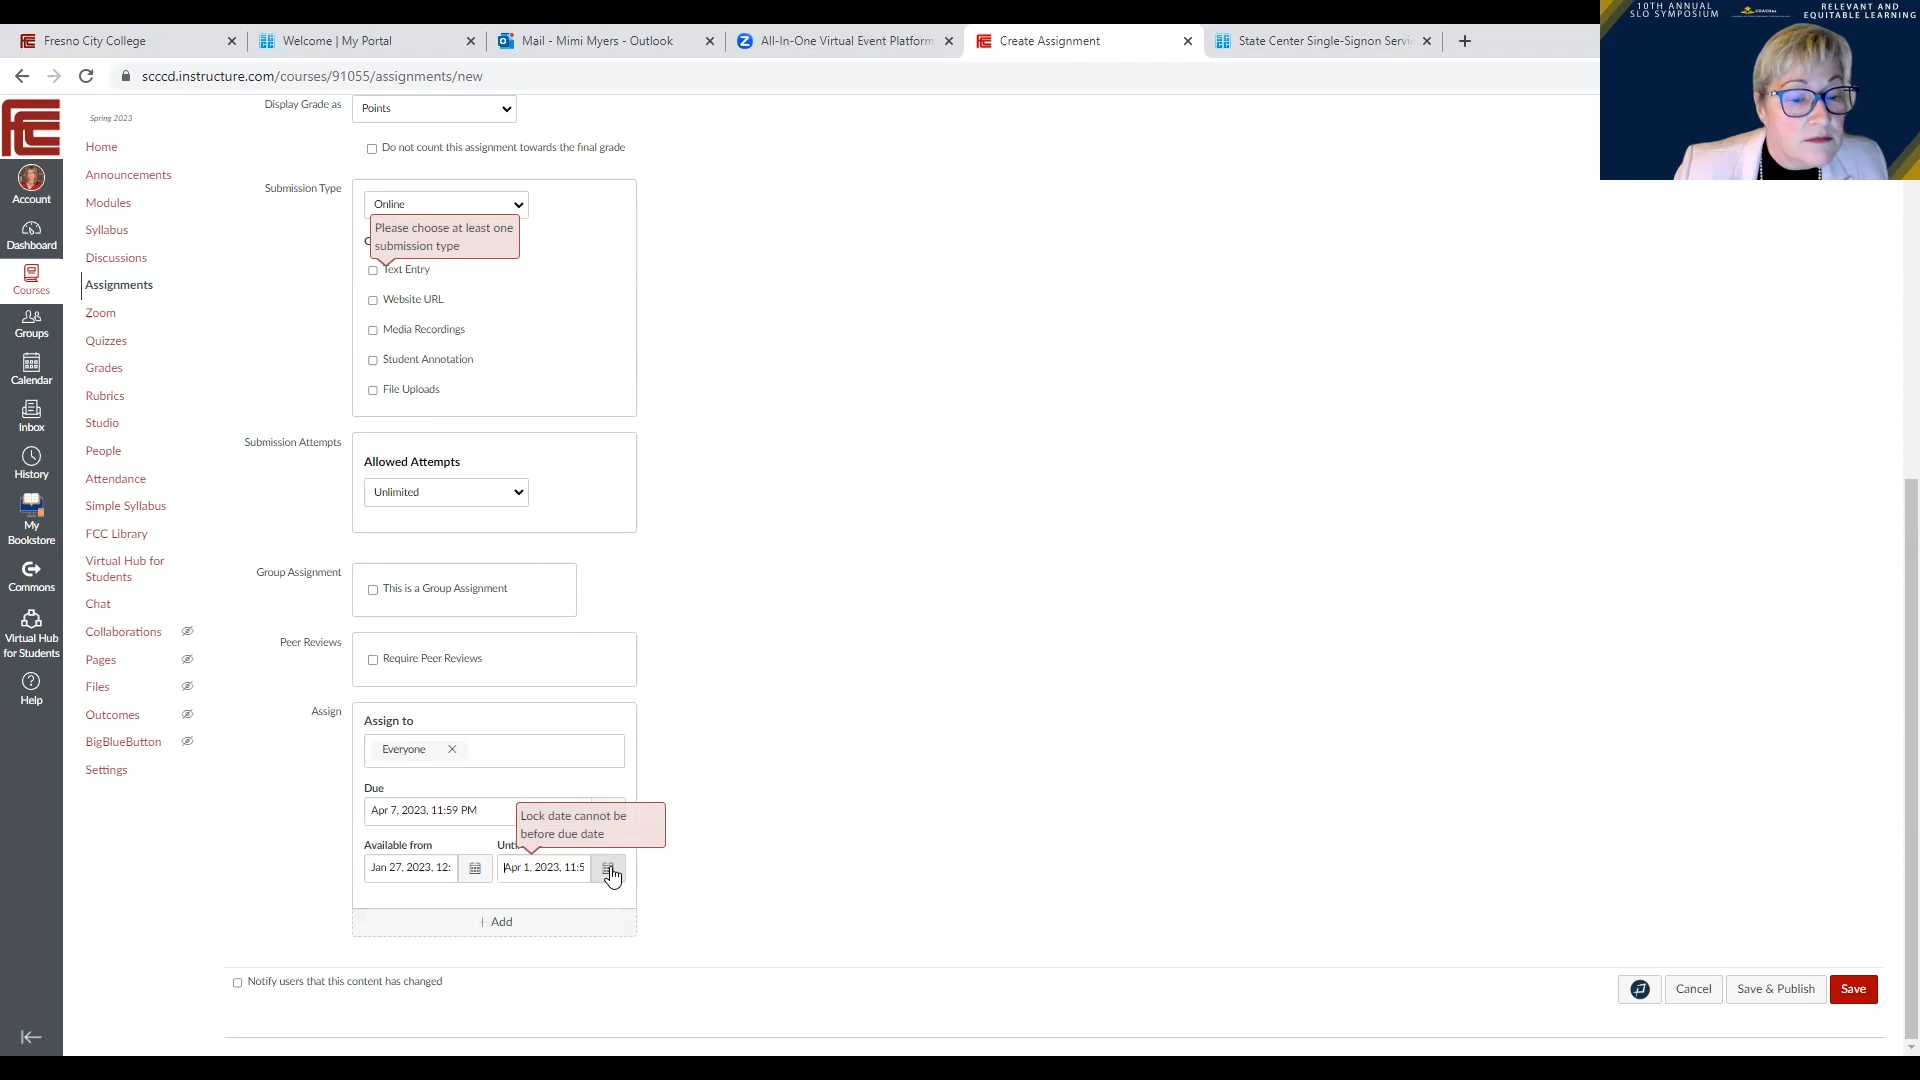 10TH ANNUAL
SLO SYMPOSIUM
RELEVANT AND
EQUITABLE LEARNING
Fresno City College
Welcome | My Portal
Mail - Mimi Myers - Outlook
All-In-One Virtual Event Platform
Create Assignment
State Center Single-Signon Servi
scccd.instructure.com/courses/91055/assignments/new
Account
Dashboard
Courses
Groups
Calendar
Inbox
History
My
Bookstore
Commons
Virtual Hub
for Students
Help
Spring 2023
Home
Announcements
Modules
Syllabus
Discussions
Assignments
Zoom
Quizzes
Grades
Rubrics
Studio
People
Attendance
Simple Syllabus
FCC Library
Virtual Hub for
Students
Chat
Collaborations
Pages
Files
Outcomes
BigBlueButton
Settings
Display Grade as
Points
Do not count this assignment towards the final grade
Submission Type
Online
Please choose at least one
submission type
Text Entry
Website URL
Media Recordings
Student Annotation
File Uploads
Submission Attempts
Allowed Attempts
Unlimited
Group Assignment
This is a Group Assignment
Peer Reviews
Require Peer Reviews
Assign
Assign to
Everyone
Due
Apr 7, 2023, 11:59 PM
Lock date cannot be
before due date
Available from
Unti
Jan 27, 2023, 12:
Apr 1, 2023, 11:5
+ Add
Notify users that this content has changed
Cancel
Save & Publish
Save